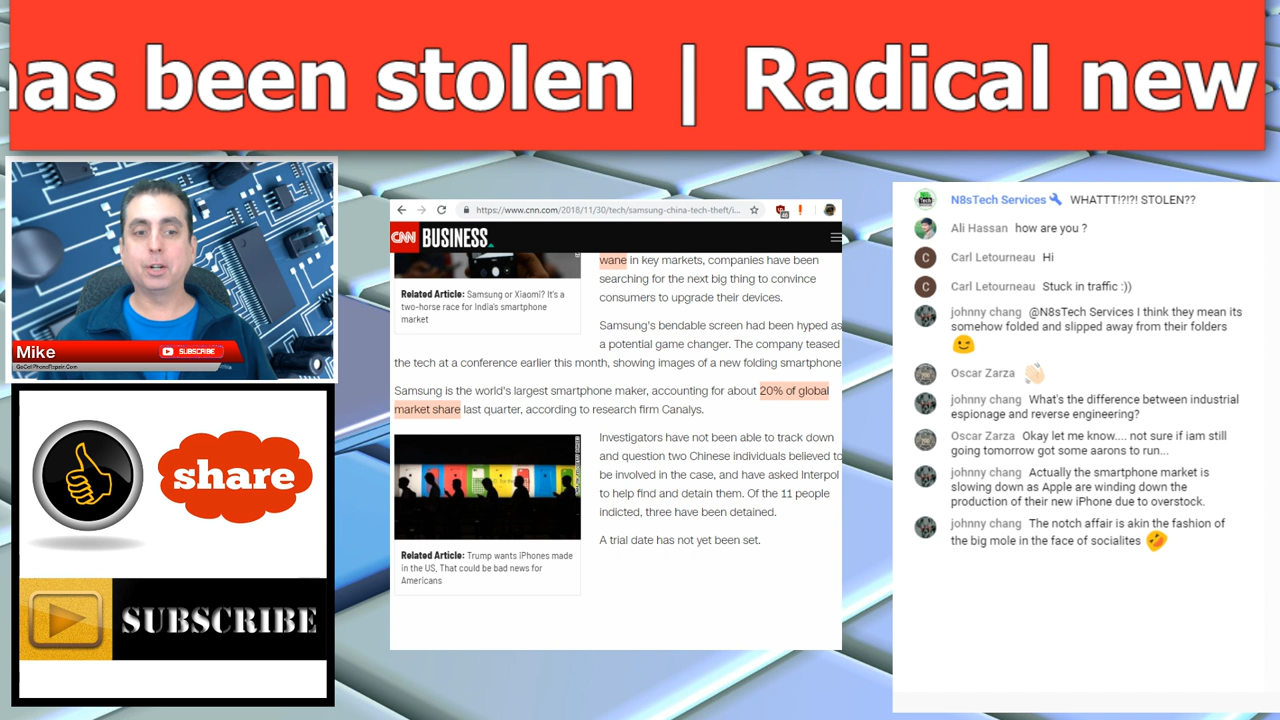 has been stolen | Radical new
Mike
SUBSCRIBE
GoCellPhoneRepair.Com
share
SUBSCRIBE
https://www.cnn.com/2018/11/30/tech/samsung-china-tech-theft/i...
CNN BUSINESS
wane in key markets, companies have been
searching for the next big thing to convince
consumers to upgrade their devices.
Related Article: Samsung or Xiaomi? It's a
two-horse race for India's smartphone
market
Samsung's bendable screen had been hyped as
a potential game changer. The company teased
the tech at a conference earlier this month, showing images of a new folding smartphone
Samsung is the world's largest smartphone maker, accounting for about 20% of global
market share last quarter, according to research firm Canalys.
Investigators have not been able to track down
and question two Chinese individuals believed to
be involved in the case, and have asked Interpol
to help find and detain them. Of the 11 people
indicted, three have been detained.
A trial date has not yet been set.
Related Article: Trump wants iPhones made
in the US. That could be bad news for
Americans
N8sTech Services WHATTT!?!?! STOLEN??
Ali Hassan how are you ?
C Carl Letourneau Hi
C Carl Letourneau Stuck in traffic :))
johnny chang @N8sTech Services I think they mean its
somehow folded and slipped away from their folders
Oscar Zarza
johnny chang What's the difference between industrial
espionage and reverse engineering?
Oscar Zarza Okay let me know.... not sure if iam still
going tomorrow got some aarons to run...
johnny chang Actually the smartphone market is
slowing down as Apple are winding down the
production of their new iPhone due to overstock.
johnny chang The notch affair is akin the fashion of
the big mole in the face of socialites